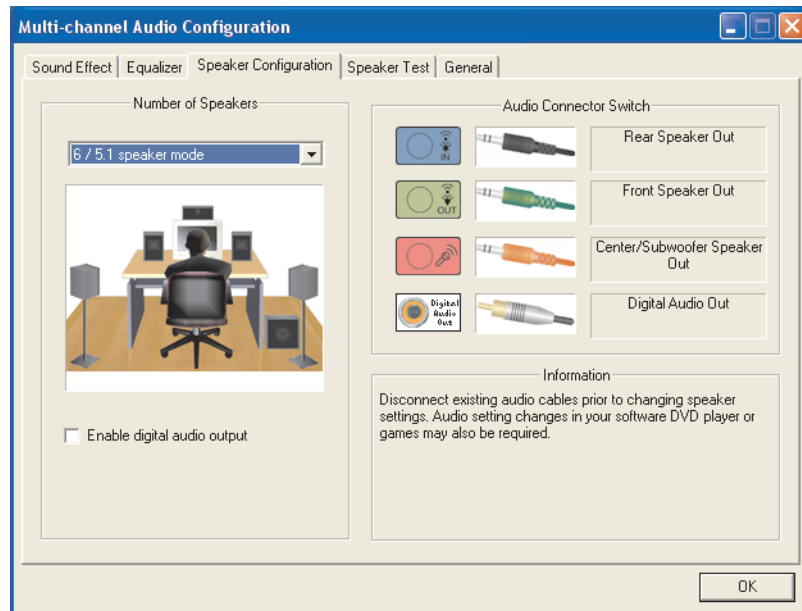 Multi-channel Audio Configuration
Sound Effect
Equalizer
Speaker Configuration
Speaker Test
General
Number of Speakers
6 / 5.1 speaker mode
Enable digital audio output
Audio Connector Switch
IN
Rear Speaker Out
OUT
Front Speaker Out
Center/Subwoofer Speaker
Out
Digital
Audio
Out
Digital Audio Out
Information
Disconnect existing audio cables prior to changing speaker
settings. Audio setting changes in your software DVD player or
games may also be required.
OK